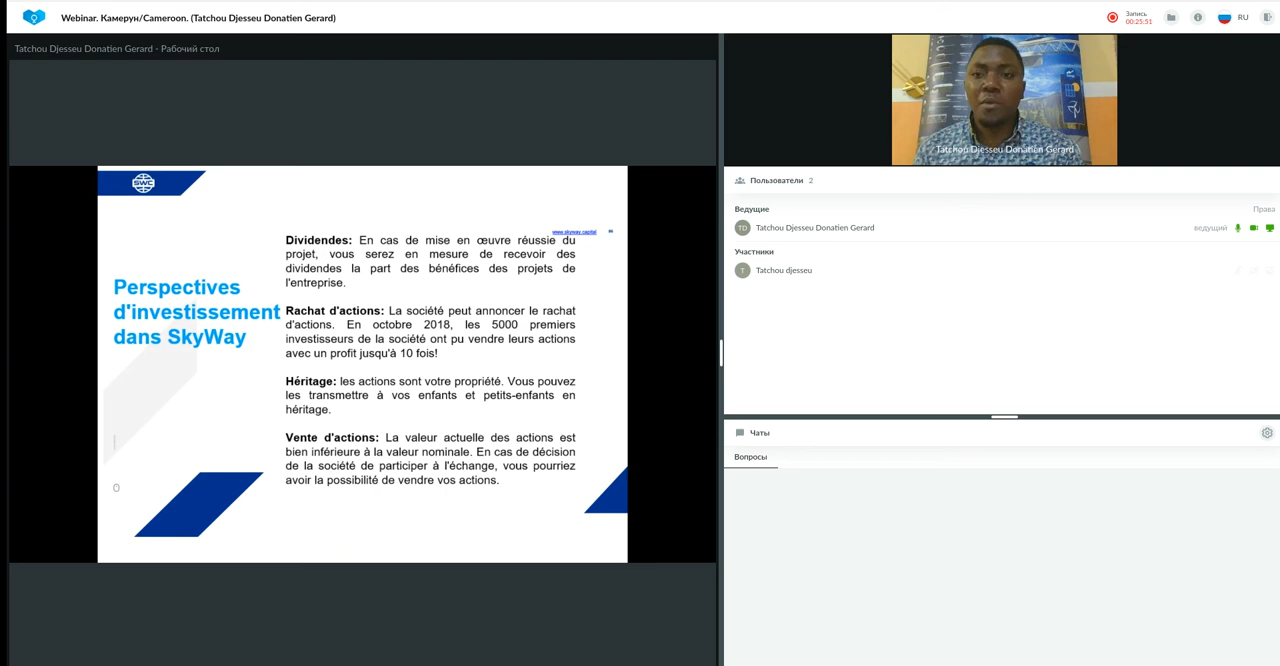 Webinar. Камерун/Cameroon. (Tatchou Djesseu Donatien Gerard)
Запись
00:25:51
RU
Tatchou Djesseu Donatien Gerard - Рабочий стол
SWC
www.skyway.capital
Perspectives
d'investissement
dans SkyWay
Dividendes: En cas de mise en œuvre réussie du
projet, vous serez en mesure de recevoir des
dividendes la part des bénéfices des projets de
l'entreprise.
Rachat d'actions: La société peut annoncer le rachat
d'actions. En octobre 2018, les 5000 premiers
investisseurs de la société ont pu vendre leurs actions
avec un profit jusqu'à 10 fois!
Héritage: les actions sont votre propriété. Vous pouvez
les transmettre à vos enfants et petits-enfants en
héritage.
Vente d'actions: La valeur actuelle des actions est
bien inférieure à la valeur nominale. En cas de décision
de la société de participer à l'échange, vous pourriez
avoir la possibilité de vendre vos actions.
Tatchou Djesseu Donatien Gerard
Пользователи 2
Ведущие Права
TD Tatchou Djesseu Donatien Gerard ведущий
Участники
T Tatchou djesseu
Чаты
Вопросы